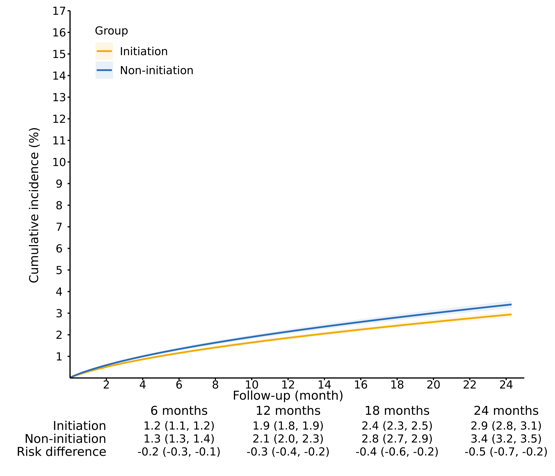 17
16
15
14
13
12
11
10
9
8
7
6
5
4
3
2
1
Cumulative incidence (%)
Group
Initiation
Non-initiation
2 4 6 8 10 12 14 16 18 20 22 24
Follow-up (month)
6 months 12 months 18 months 24 months
Initiation 1.2 (1.1, 1.2) 1.9 (1.8, 1.9) 2.4 (2.3, 2.5) 2.9 (2.8, 3.1)
Non-initiation 1.3 (1.3, 1.4) 2.1 (2.0, 2.3) 2.8 (2.7, 2.9) 3.4 (3.2, 3.5)
Risk difference -0.2 (-0.3, -0.1) -0.3 (-0.4, -0.2) -0.4 (-0.6, -0.2) -0.5 (-0.7, -0.2)